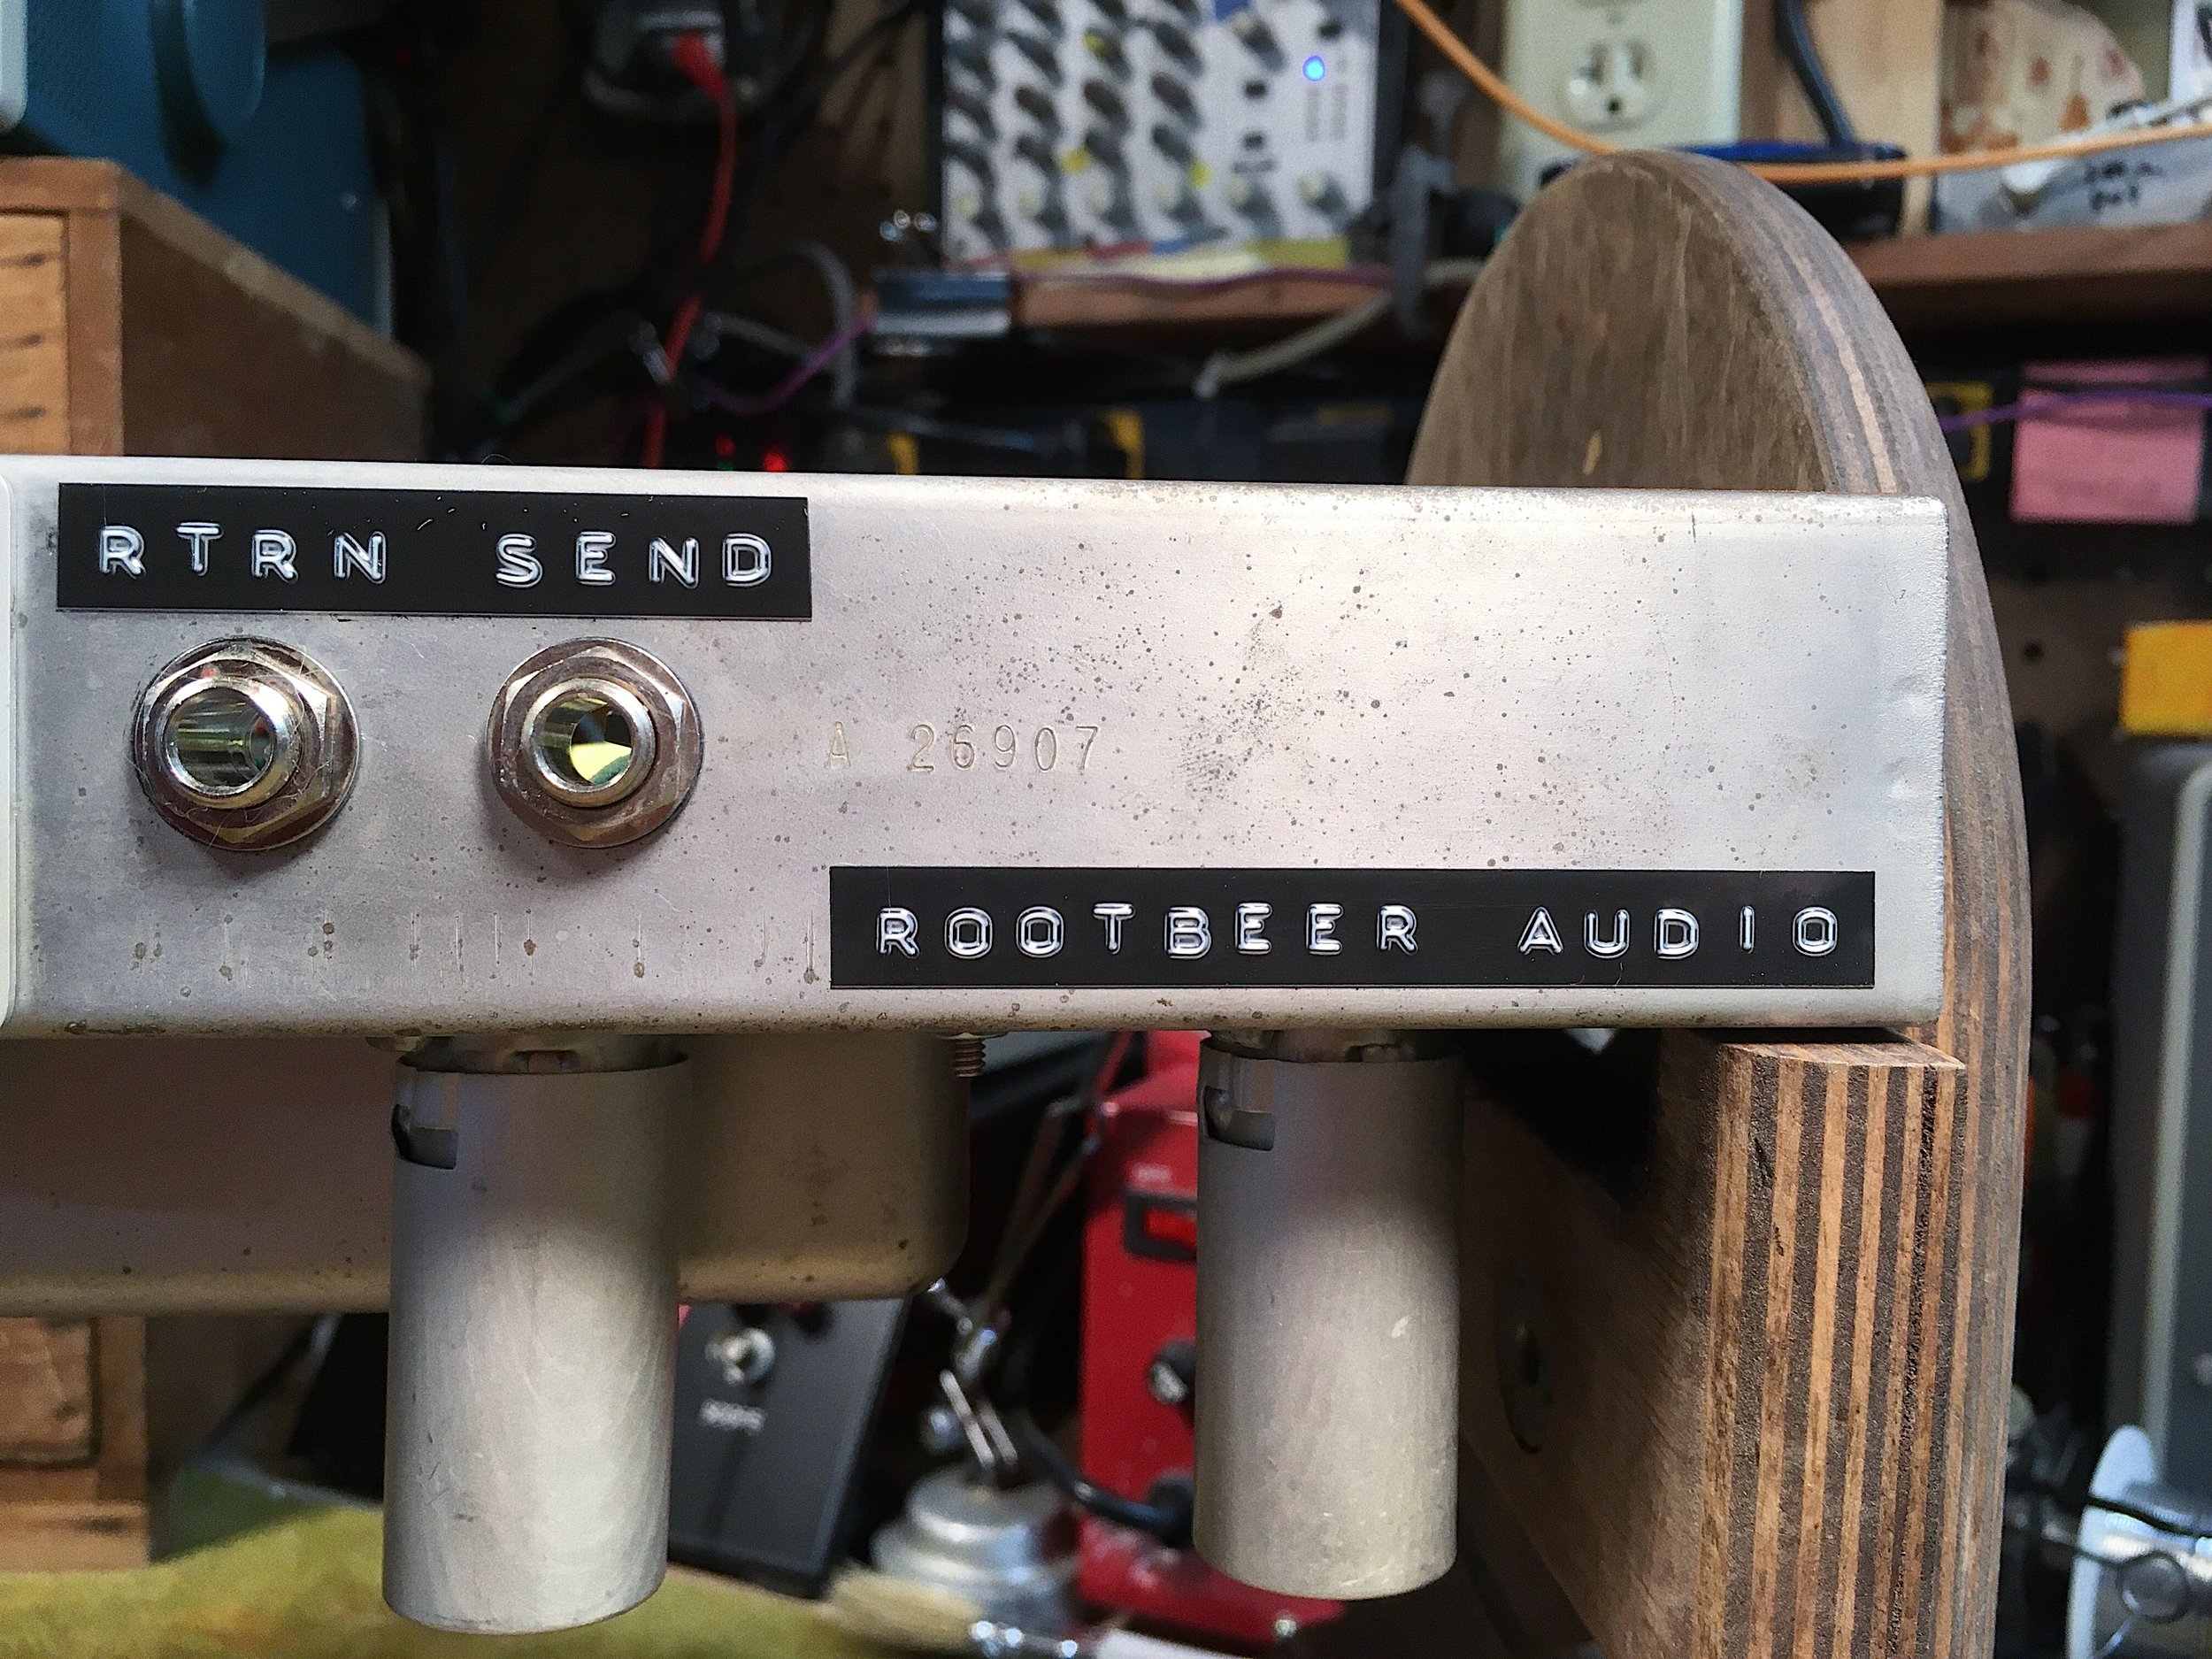 RTRN SEND
A 26907
ROOTBEER AUDIO